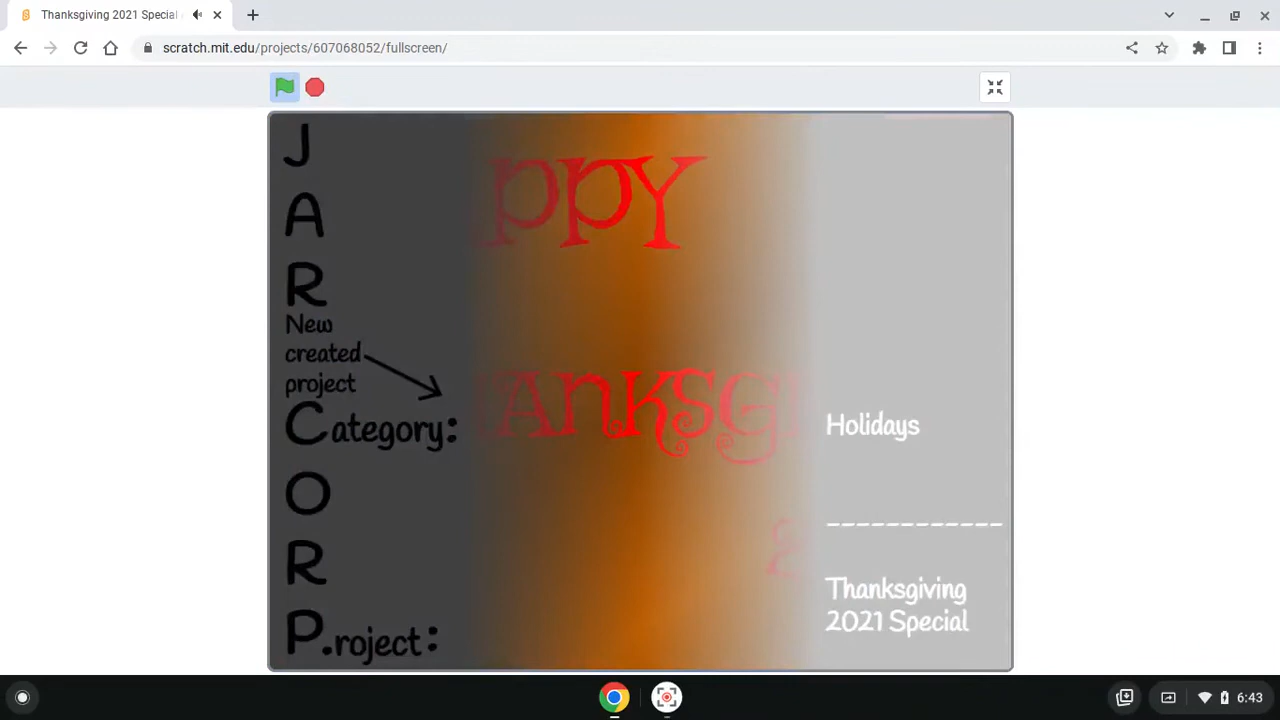 Thanksgiving 2021 Special
scratch.mit.edu/projects/607068052/fullscreen/
J
A
R
New
created
project
Category:
O
R
P.roject:
ppy
hanksgi
&
Holidays
------------
Thanksgiving
2021 Special
6:43